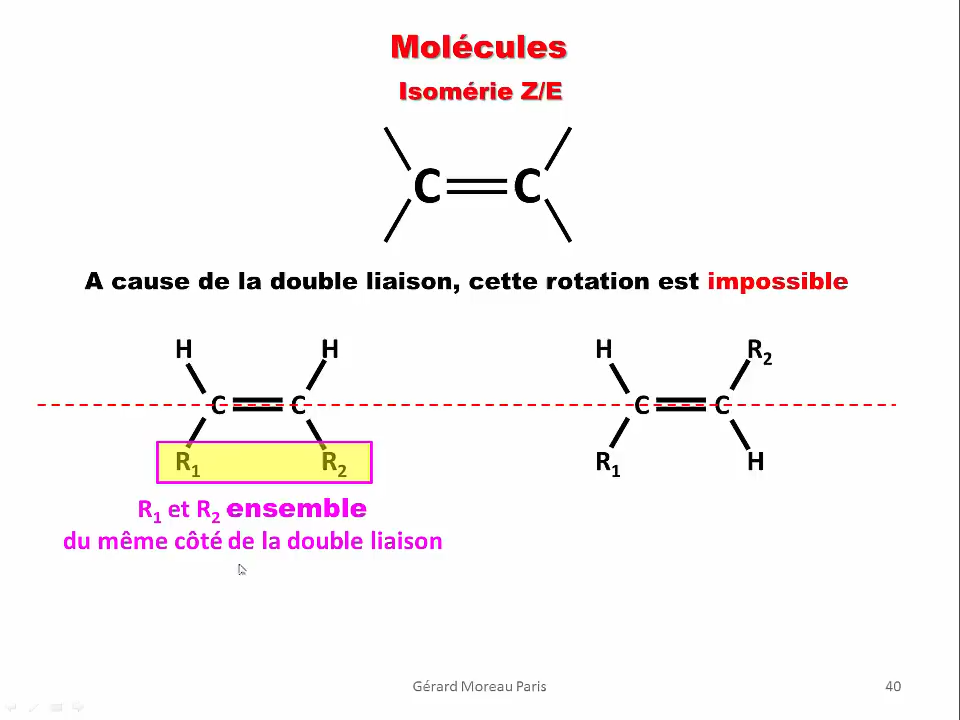 Molécules
Isomérie Z/E
C C
A cause de la double liaison, cette rotation est impossible
H H H R2
C C C C
R1 R2 R1 H
R1 et R2 ensemble
du même côté de la double liaison
Gérard Moreau Paris 40